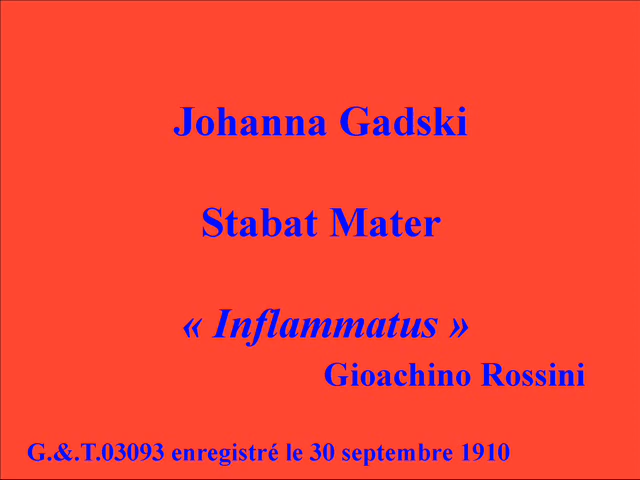 Johanna Gadski
Stabat Mater
« Inflammatus »
Gioachino Rossini
G.&.T.03093 enregistré le 30 septembre 1910